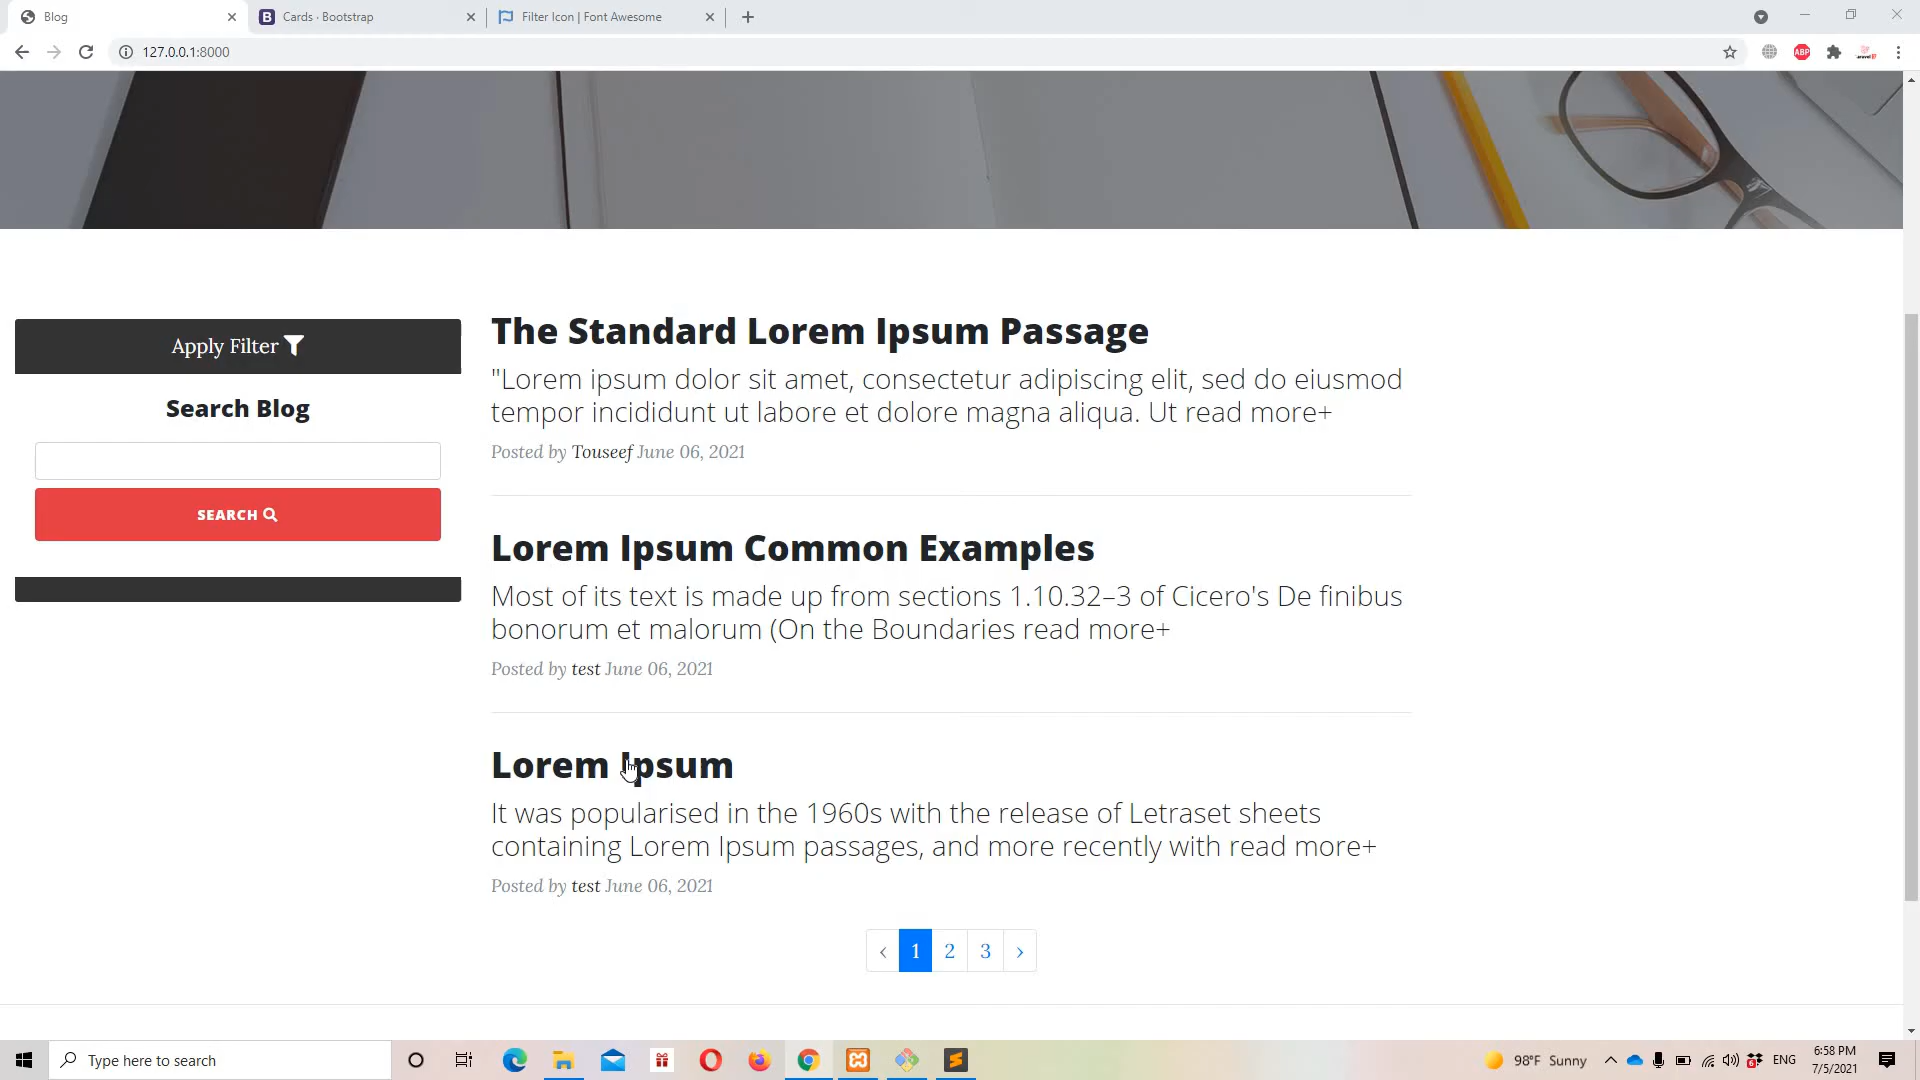 Blog
Cards · Bootstrap
Filter Icon | Font Awesome
127.0.0.1:8000
ABP
Apply Filter
Search Blog
SEARCH
The Standard Lorem Ipsum Passage
"Lorem ipsum dolor sit amet, consectetur adipiscing elit, sed do eiusmod
tempor incididunt ut labore et dolore magna aliqua. Ut read more+
Posted by Touseef June 06, 2021
Lorem Ipsum Common Examples
Most of its text is made up from sections 1.10.32–3 of Cicero's De finibus
bonorum et malorum (On the Boundaries read more+
Posted by test June 06, 2021
Lorem Ipsum
It was popularised in the 1960s with the release of Letraset sheets
containing Lorem Ipsum passages, and more recently with read more+
Posted by test June 06, 2021
‹ 1 2 3 ›
Type here to search
98°F Sunny
ENG
6:58 PM
7/5/2021